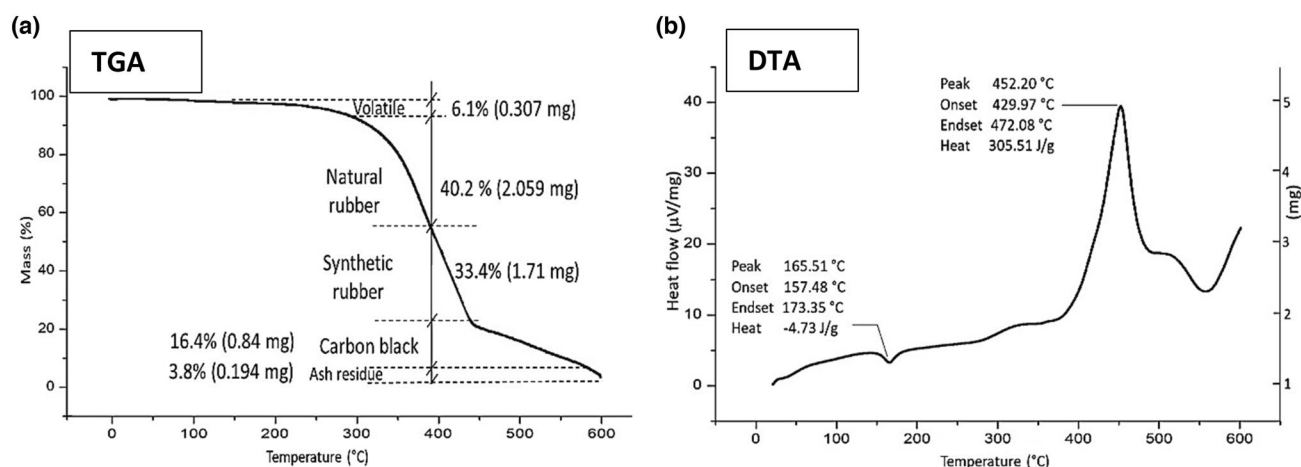 (a)
TGA
Mass (%)
100
80
60
40
20
0
Volatile
6.1% (0.307 mg)
Natural
rubber
40.2 % (2.059 mg)
Synthetic
rubber
33.4% (1.71 mg)
16.4% (0.84 mg)
Carbon black
3.8% (0.194 mg)
Ash residue
0 100 200 300 400 500 600
Temperature (°C)
(b)
DTA
Heat flow (µV/mg)
40
30
20
10
0
Peak 452.20 °C
Onset 429.97 °C
Endset 472.08 °C
Heat 305.51 J/g
Peak 165.51 °C
Onset 157.48 °C
Endset 173.35 °C
Heat -4.73 J/g
5
4
3
2
1
(mg)
0 100 200 300 400 500 600
Temperature (°C)